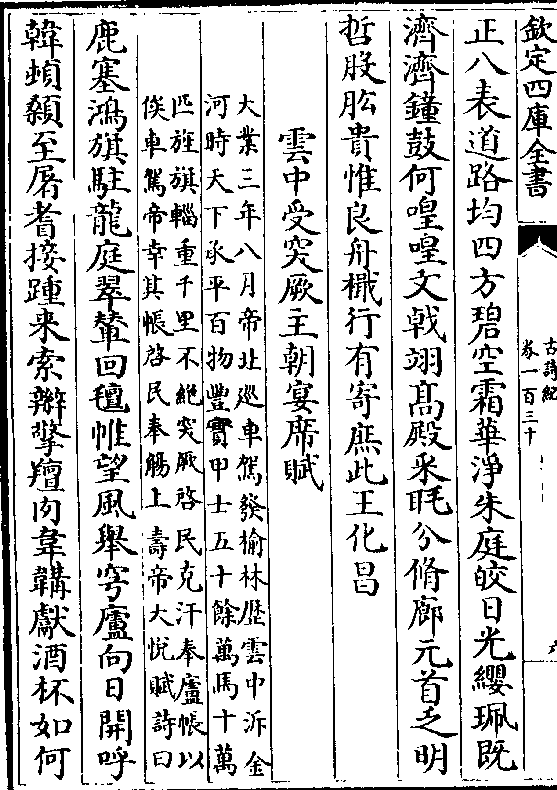 欽定四庫全書
古詩紀
卷一百三十
六
正八表道路均四方碧空霜華淨朱庭皎日光纓珮既
濟濟鐘鼓何喤喤文戟翊髙殿采眊分脩廊元首乏明
哲股肱貴惟良舟檝行有寄庶此王化昌
雲中受突厥主朝宴席賦
大業三年八月帝北巡車駕發榆林歴雲中泝金
河時天下承平百物豐實甲士五十餘萬馬十萬
匹旌旗輜重千里不絶突厥啓民克汗奉廬帳以
俟車駕帝幸其帳啓民奉觴上壽帝大悅賦詩曰
鹿塞鴻旗駐龍庭翠輦回氊帷望風舉穹廬向日開呼
韓頓顙至屠耆接踵来索辮擎羶肉韋韝獻酒杯如何